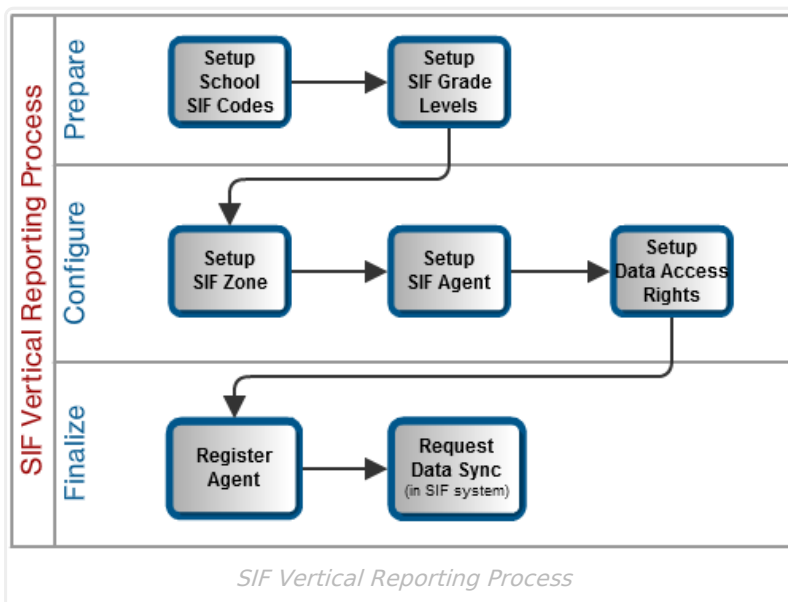 SIF Vertical Reporting Process
Prepare
Setup
School
SIF Codes
Setup
SIF Grade
Levels
Configure
Setup
SIF Zone
Setup
SIF Agent
Setup
Data Access
Rights
Finalize
Register
Agent
Request
Data Sync
(in SIF system)
SIF Vertical Reporting Process